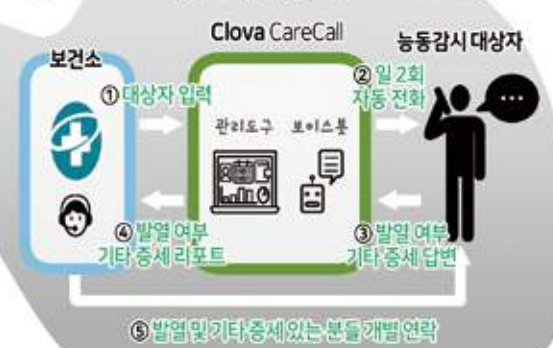 Clova CareCall
능동감시 대상자
보건소
② 일 2회
① 대상자 입력
자동 전화
관리도구 보이스봇
④ 발열 여부
③ 발열 여부
기타 증세 리포트
기타 증세 답변
⑤ 발열 및 기타 증세 있는 분들 개별 연락